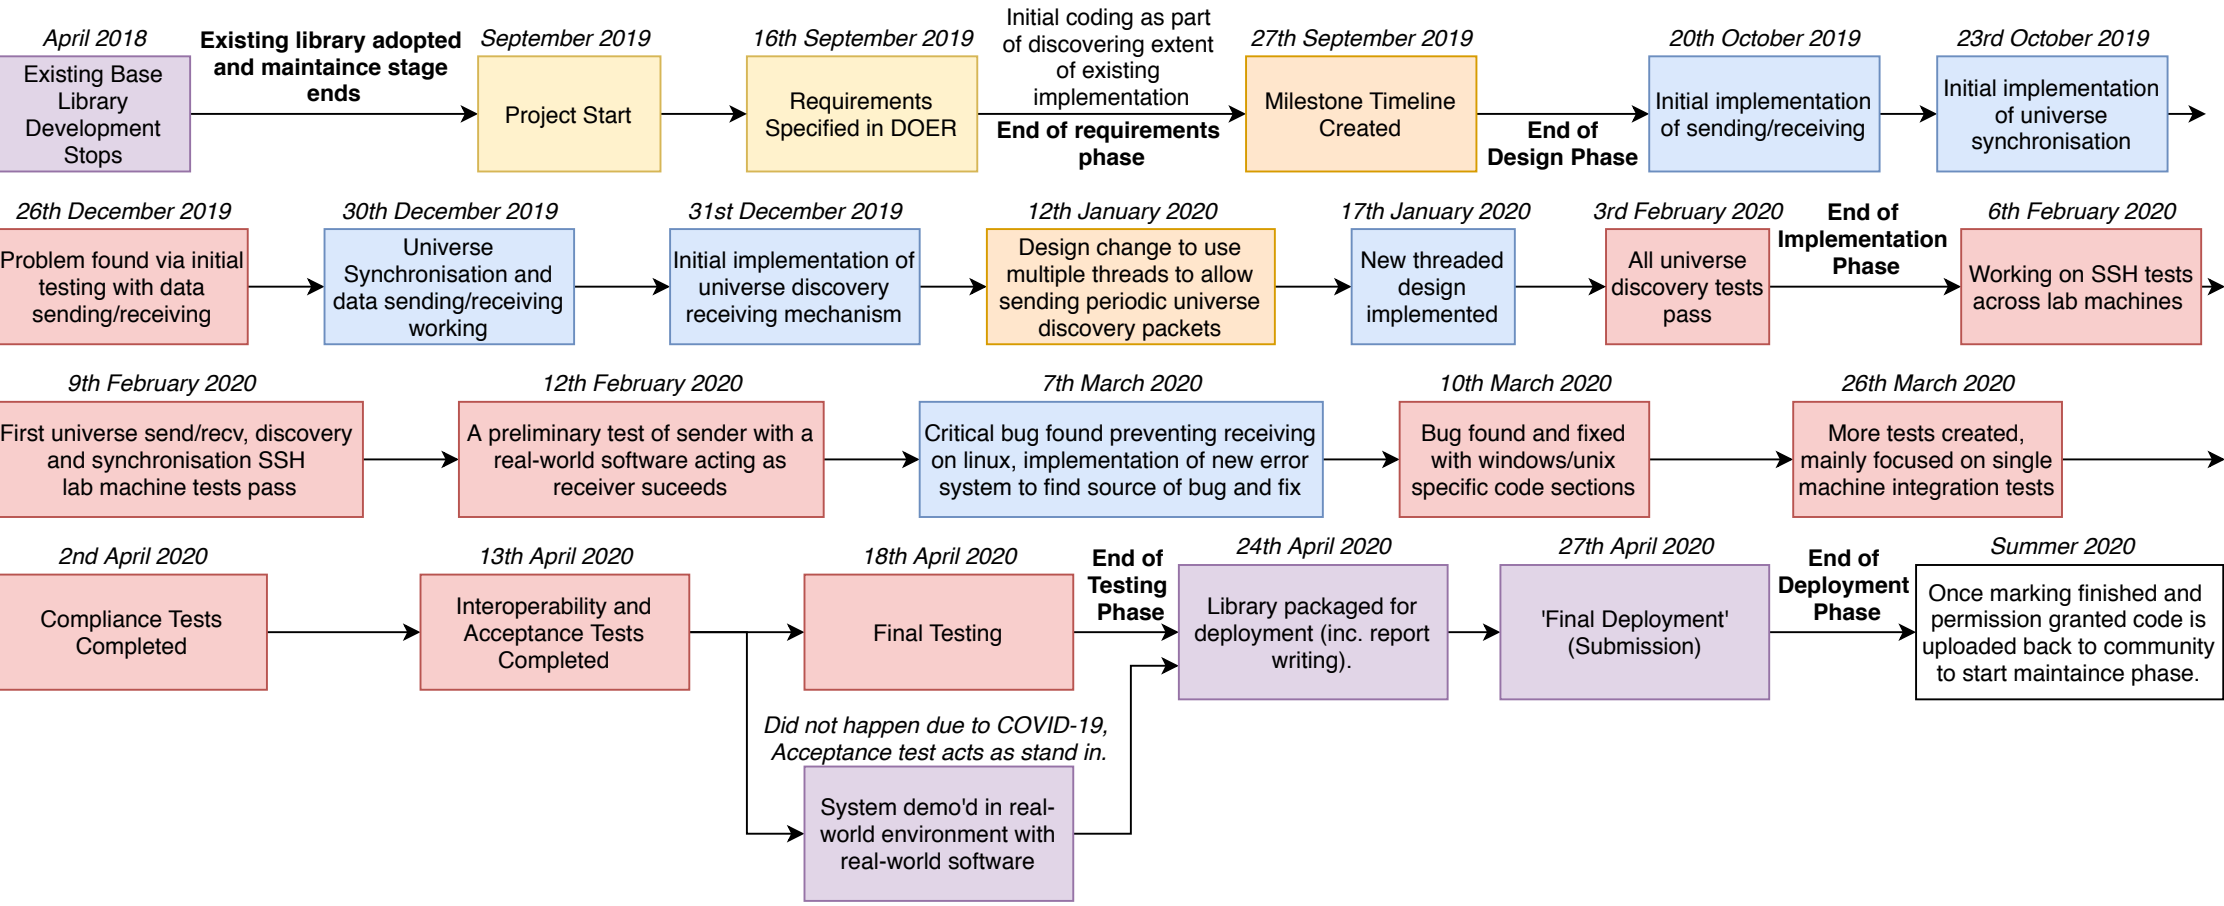 April 2018
Existing Base
Library
Development
Stops
Existing library adopted
and maintaince stage
ends
September 2019
Project Start
16th September 2019
Requirements
Specified in DOER
Initial coding as part
of discovering extent
of existing
implementation
End of requirements
phase
27th September 2019
Milestone Timeline
Created
End of
Design Phase
20th October 2019
Initial implementation
of sending/receiving
23rd October 2019
Initial implementation
of universe
synchronisation
26th December 2019
Problem found via initial
testing with data
sending/receiving
30th December 2019
Universe
Synchronisation and
data sending/receiving
working
31st December 2019
Initial implementation of
universe discovery
receiving mechanism
12th January 2020
Design change to use
multiple threads to allow
sending periodic universe
discovery packets
17th January 2020
New threaded
design
implemented
3rd February 2020
All universe
discovery tests
pass
End of
Implementation
Phase
6th February 2020
Working on SSH tests
across lab machines
9th February 2020
First universe send/recv, discovery
and synchronisation SSH
lab machine tests pass
12th February 2020
A preliminary test of sender with a
real-world software acting as
receiver suceeds
7th March 2020
Critical bug found preventing receiving
on linux, implementation of new error
system to find source of bug and fix
10th March 2020
Bug found and fixed
with windows/unix
specific code sections
26th March 2020
More tests created,
mainly focused on single
machine integration tests
2nd April 2020
Compliance Tests
Completed
13th April 2020
Interoperability and
Acceptance Tests
Completed
18th April 2020
Final Testing
End of
Testing
Phase
24th April 2020
Library packaged for
deployment (inc. report
writing).
27th April 2020
'Final Deployment'
(Submission)
End of
Deployment
Phase
Summer 2020
Once marking finished and
permission granted code is
uploaded back to community
to start maintaince phase.
Did not happen due to COVID-19,
Acceptance test acts as stand in.
System demo'd in real-
world environment with
real-world software